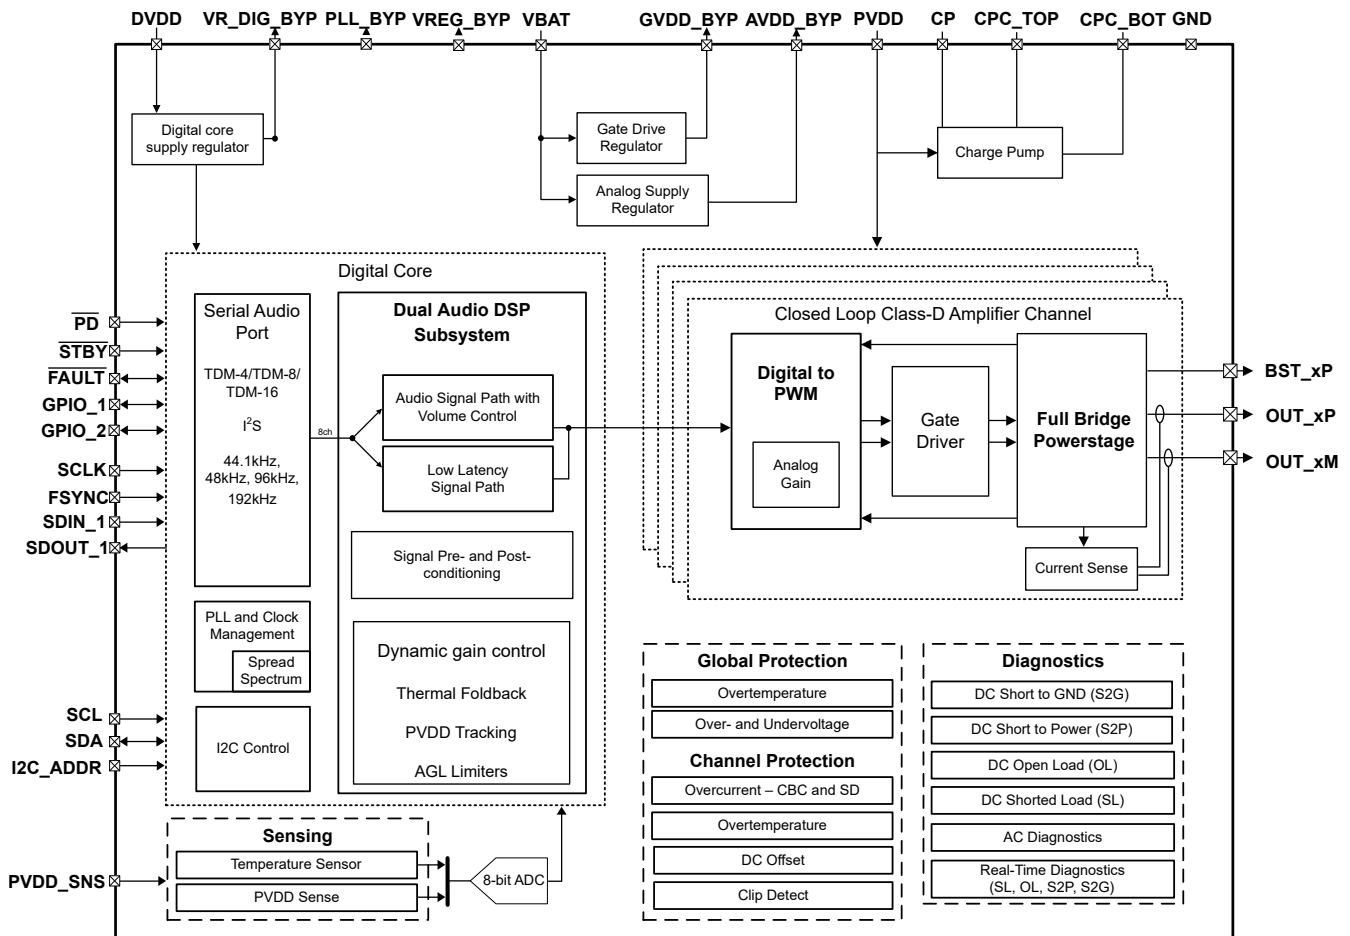 DVDD VR_DIG_BYP PLL_BYP VREG_BYP VBAT GVDD_BYP AVDD_BYP PVDD CP CPC_TOP CPC_BOT GND
Digital core
supply regulator
Gate Drive
Regulator
Analog Supply
Regulator
Charge Pump
PD
STBY
FAULT
GPIO_1
GPIO_2
SCLK
FSYNC
SDIN_1
SDOUT_1
SCL
SDA
I2C_ADDR
PVDD_SNS
Digital Core
Serial Audio
Port
TDM-4/TDM-8/
TDM-16
I2S
44.1kHz,
48kHz, 96kHz,
192kHz
8ch
PLL and Clock
Management
Spread
Spectrum
I2C Control
Dual Audio DSP
Subsystem
Audio Signal Path with
Volume Control
Low Latency
Signal Path
Signal Pre- and Post-
conditioning
Dynamic gain control
Thermal Foldback
PVDD Tracking
AGL Limiters
Sensing
Temperature Sensor
PVDD Sense
8-bit ADC
Closed Loop Class-D Amplifier Channel
Digital to
PWM
Analog
Gain
Gate
Driver
Full Bridge
Powerstage
Current Sense
BST_xP
OUT_xP
OUT_xM
Global Protection
Overtemperature
Over- and Undervoltage
Channel Protection
Overcurrent – CBC and SD
Overtemperature
DC Offset
Clip Detect
Diagnostics
DC Short to GND (S2G)
DC Short to Power (S2P)
DC Open Load (OL)
DC Shorted Load (SL)
AC Diagnostics
Real-Time Diagnostics
(SL, OL, S2P, S2G)